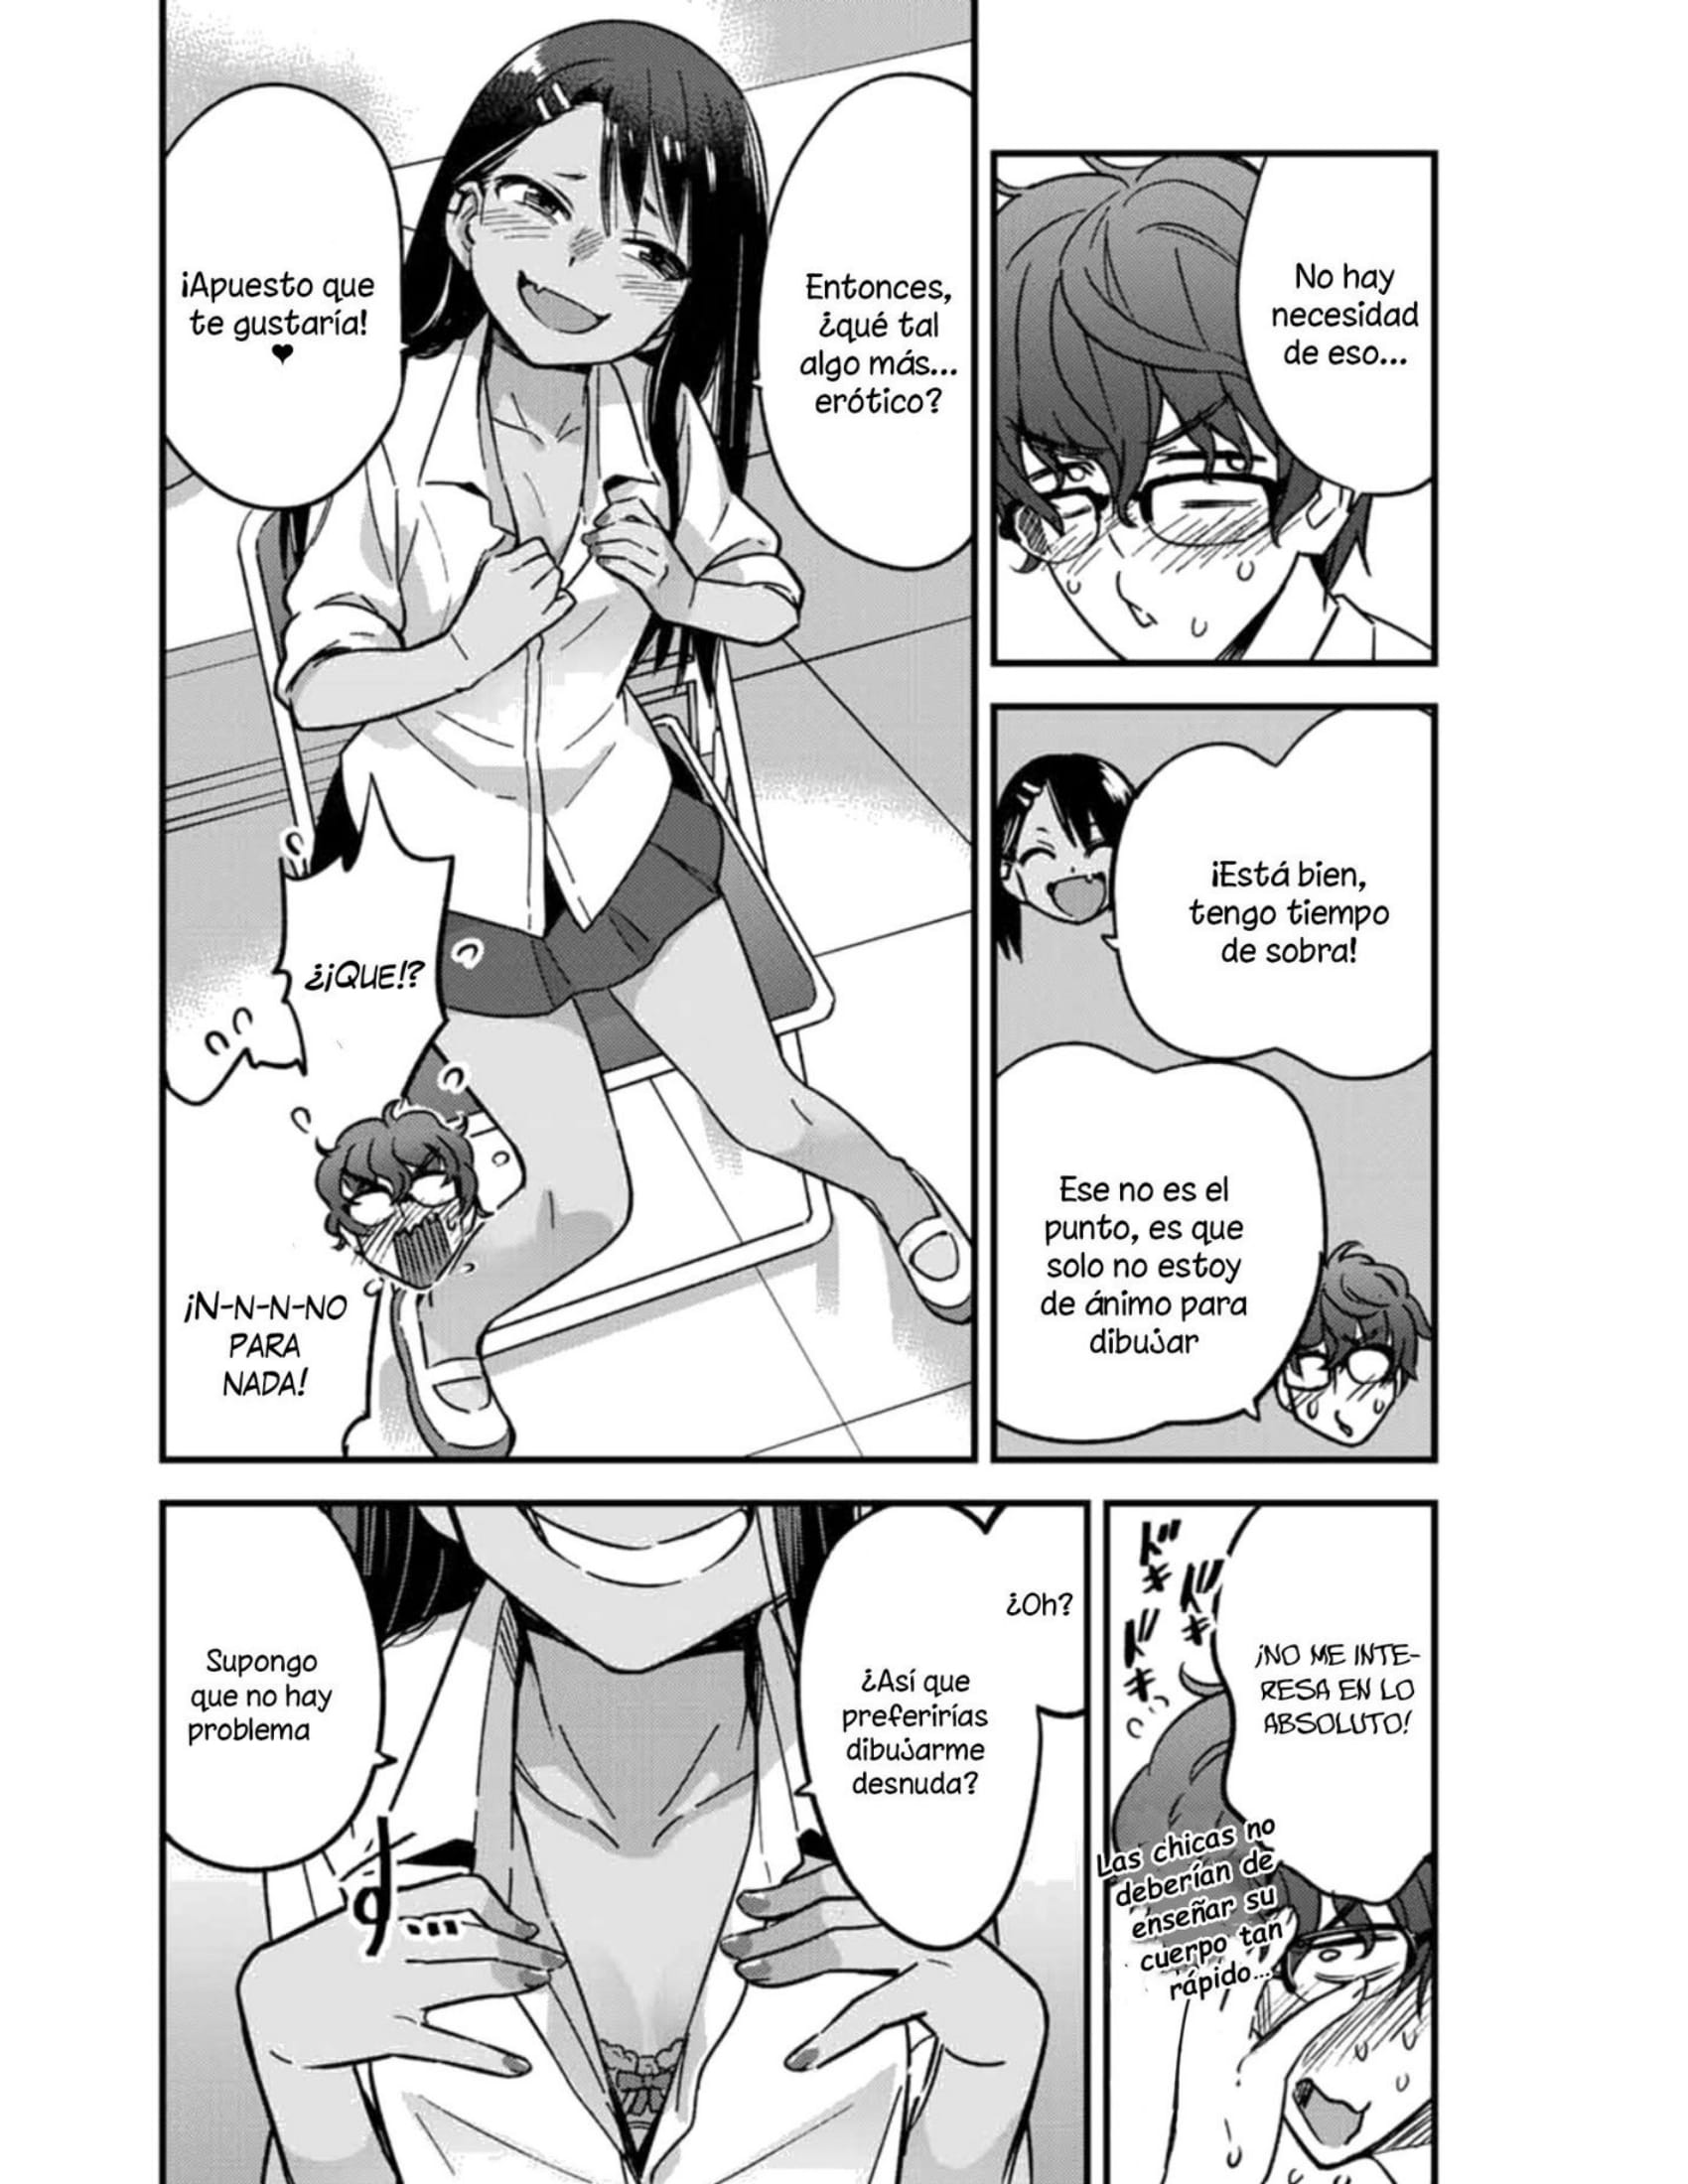 No hay
necesidad
de eso...
¡Está bien,
tengo tiempo
de sobra!
Ese no es el
punto, es que
solo no estoy
de ánimo para
dibujar
Entonces,
¿qué tal
algo más...
erótico?
¡Apuesto que
te gustaría!
♥
¿¡QUE!?
¡N-N-N-NO
PARA
NADA!
¡NO ME INTE-
RESA EN LO
ABSOLUTO!
ドキ
ドキ
ドキ
Las chicas no
deberían de
enseñar su
cuerpo tan
rápido...
¿Oh?
¿Así que
preferirías
dibujarme
desnuda?
Supongo
que no hay
problema
す...